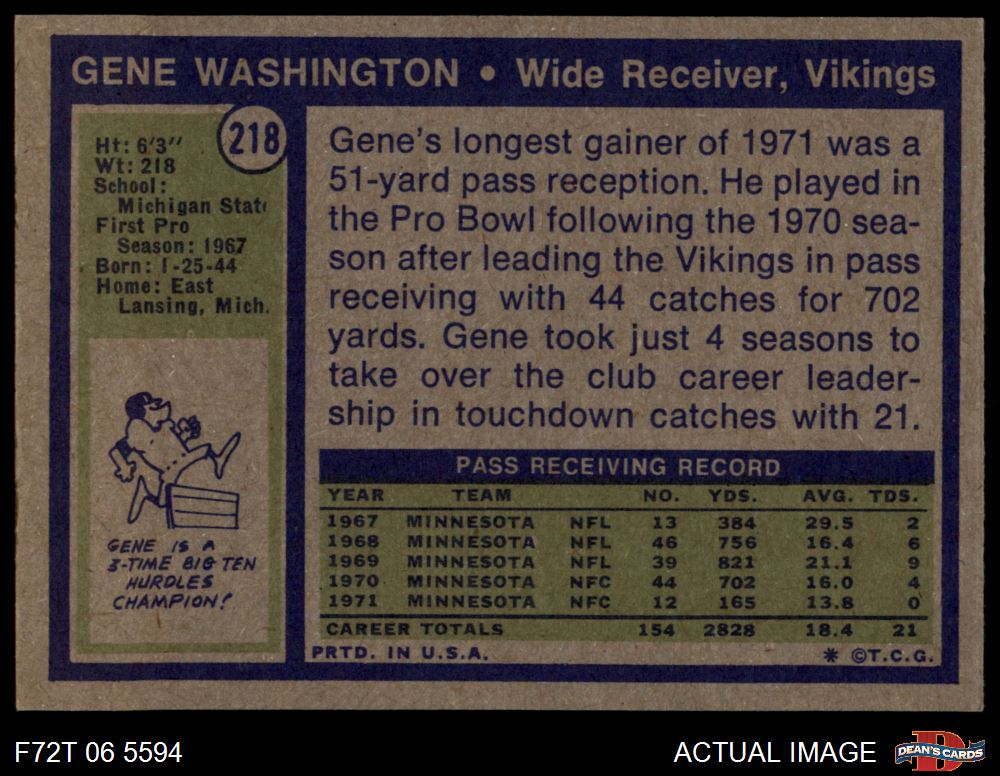 GENE WASHINGTON • Wide Receiver, Vikings
218
Ht: 6'3"
Wt: 218
School:
Michigan State
First Pro
Season: 1967
Born: 1-25-44
Home: East
Lansing, Mich.
GENE IS A
3-TIME BIG TEN
HURDLES
CHAMPION!
Gene's longest gainer of 1971 was a
51-yard pass reception. He played in
the Pro Bowl following the 1970 sea-
son after leading the Vikings in pass
receiving with 44 catches for 702
yards. Gene took just 4 seasons to
take over the club career leader-
ship in touchdown catches with 21.
PASS RECEIVING RECORD
YEAR TEAM NO. YDS. AVG. TDS.
1967 MINNESOTA NFL 13 384 29.5 2
1968 MINNESOTA NFL 46 756 16.4 6
1969 MINNESOTA NFL 39 821 21.1 9
1970 MINNESOTA NFC 44 702 16.0 4
1971 MINNESOTA NFC 12 165 13.8 0
CAREER TOTALS 154 2828 18.4 21
PRTD. IN U.S.A. * ©T.C.G.
F72T 06 5594
ACTUAL IMAGE
D
DEAN'S CARDS